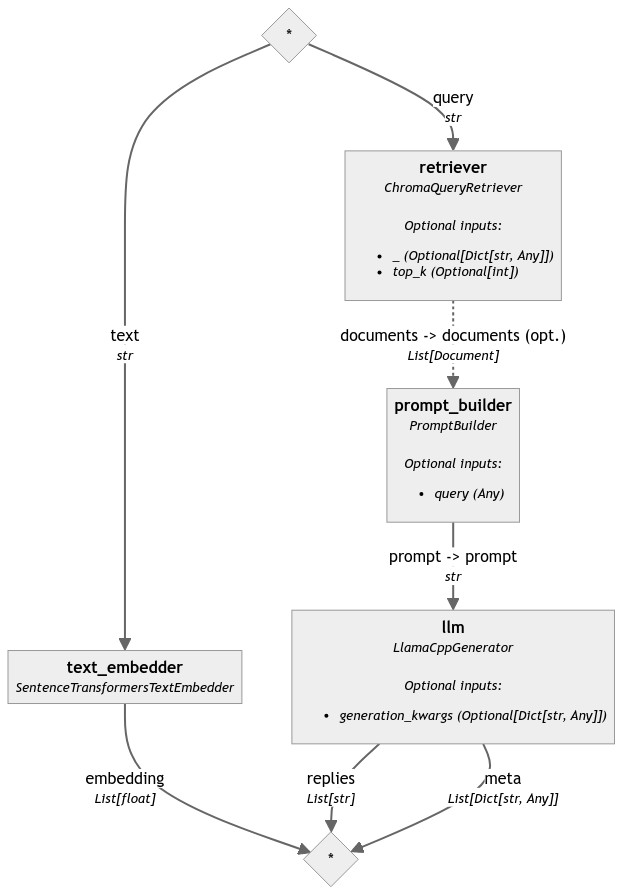 *
query
str
retriever
ChromaQueryRetriever
Optional inputs:
• _ (Optional[Dict[str, Any]])
• top_k (Optional[int])
text
str
documents -> documents (opt.)
List[Document]
prompt_builder
PromptBuilder
Optional inputs:
• query (Any)
prompt -> prompt
str
llm
LlamaCppGenerator
Optional inputs:
• generation_kwargs (Optional[Dict[str, Any]])
text_embedder
SentenceTransformersTextEmbedder
embedding
List[float]
replies
List[str]
meta
List[Dict[str, Any]]
*